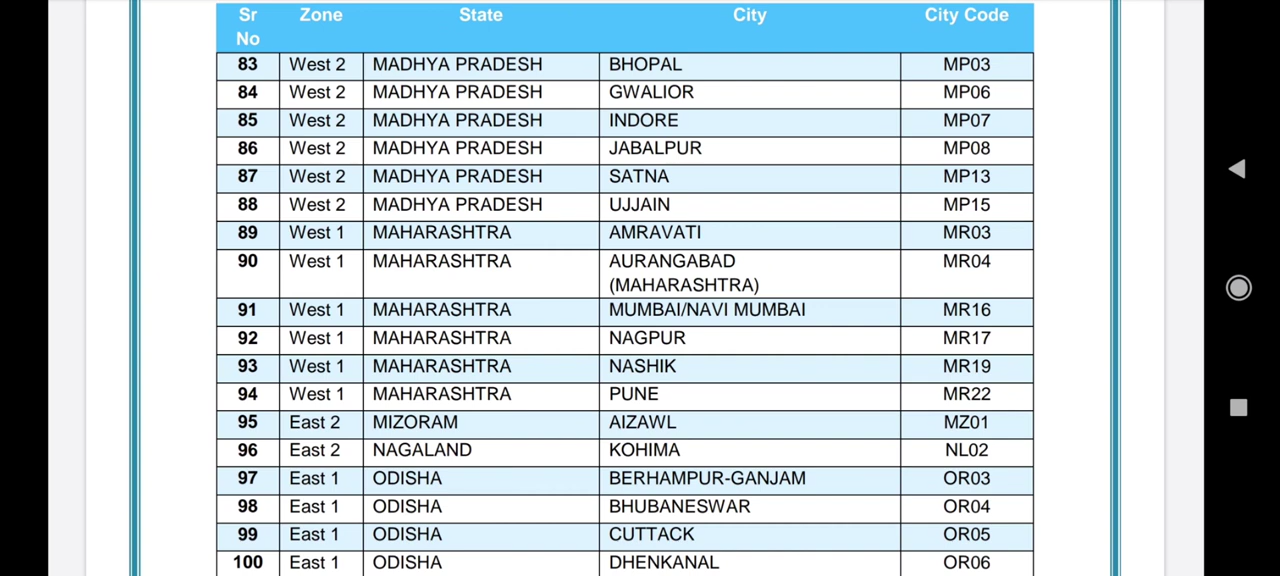 Sr No Zone State City City Code
83 West 2 MADHYA PRADESH BHOPAL MP03
84 West 2 MADHYA PRADESH GWALIOR MP06
85 West 2 MADHYA PRADESH INDORE MP07
86 West 2 MADHYA PRADESH JABALPUR MP08
87 West 2 MADHYA PRADESH SATNA MP13
88 West 2 MADHYA PRADESH UJJAIN MP15
89 West 1 MAHARASHTRA AMRAVATI MR03
90 West 1 MAHARASHTRA AURANGABAD MR04
(MAHARASHTRA)
91 West 1 MAHARASHTRA MUMBAI/NAVI MUMBAI MR16
92 West 1 MAHARASHTRA NAGPUR MR17
93 West 1 MAHARASHTRA NASHIK MR19
94 West 1 MAHARASHTRA PUNE MR22
95 East 2 MIZORAM AIZAWL MZ01
96 East 2 NAGALAND KOHIMA NL02
97 East 1 ODISHA BERHAMPUR-GANJAM OR03
98 East 1 ODISHA BHUBANESWAR OR04
99 East 1 ODISHA CUTTACK OR05
100 East 1 ODISHA DHENKANAL OR06